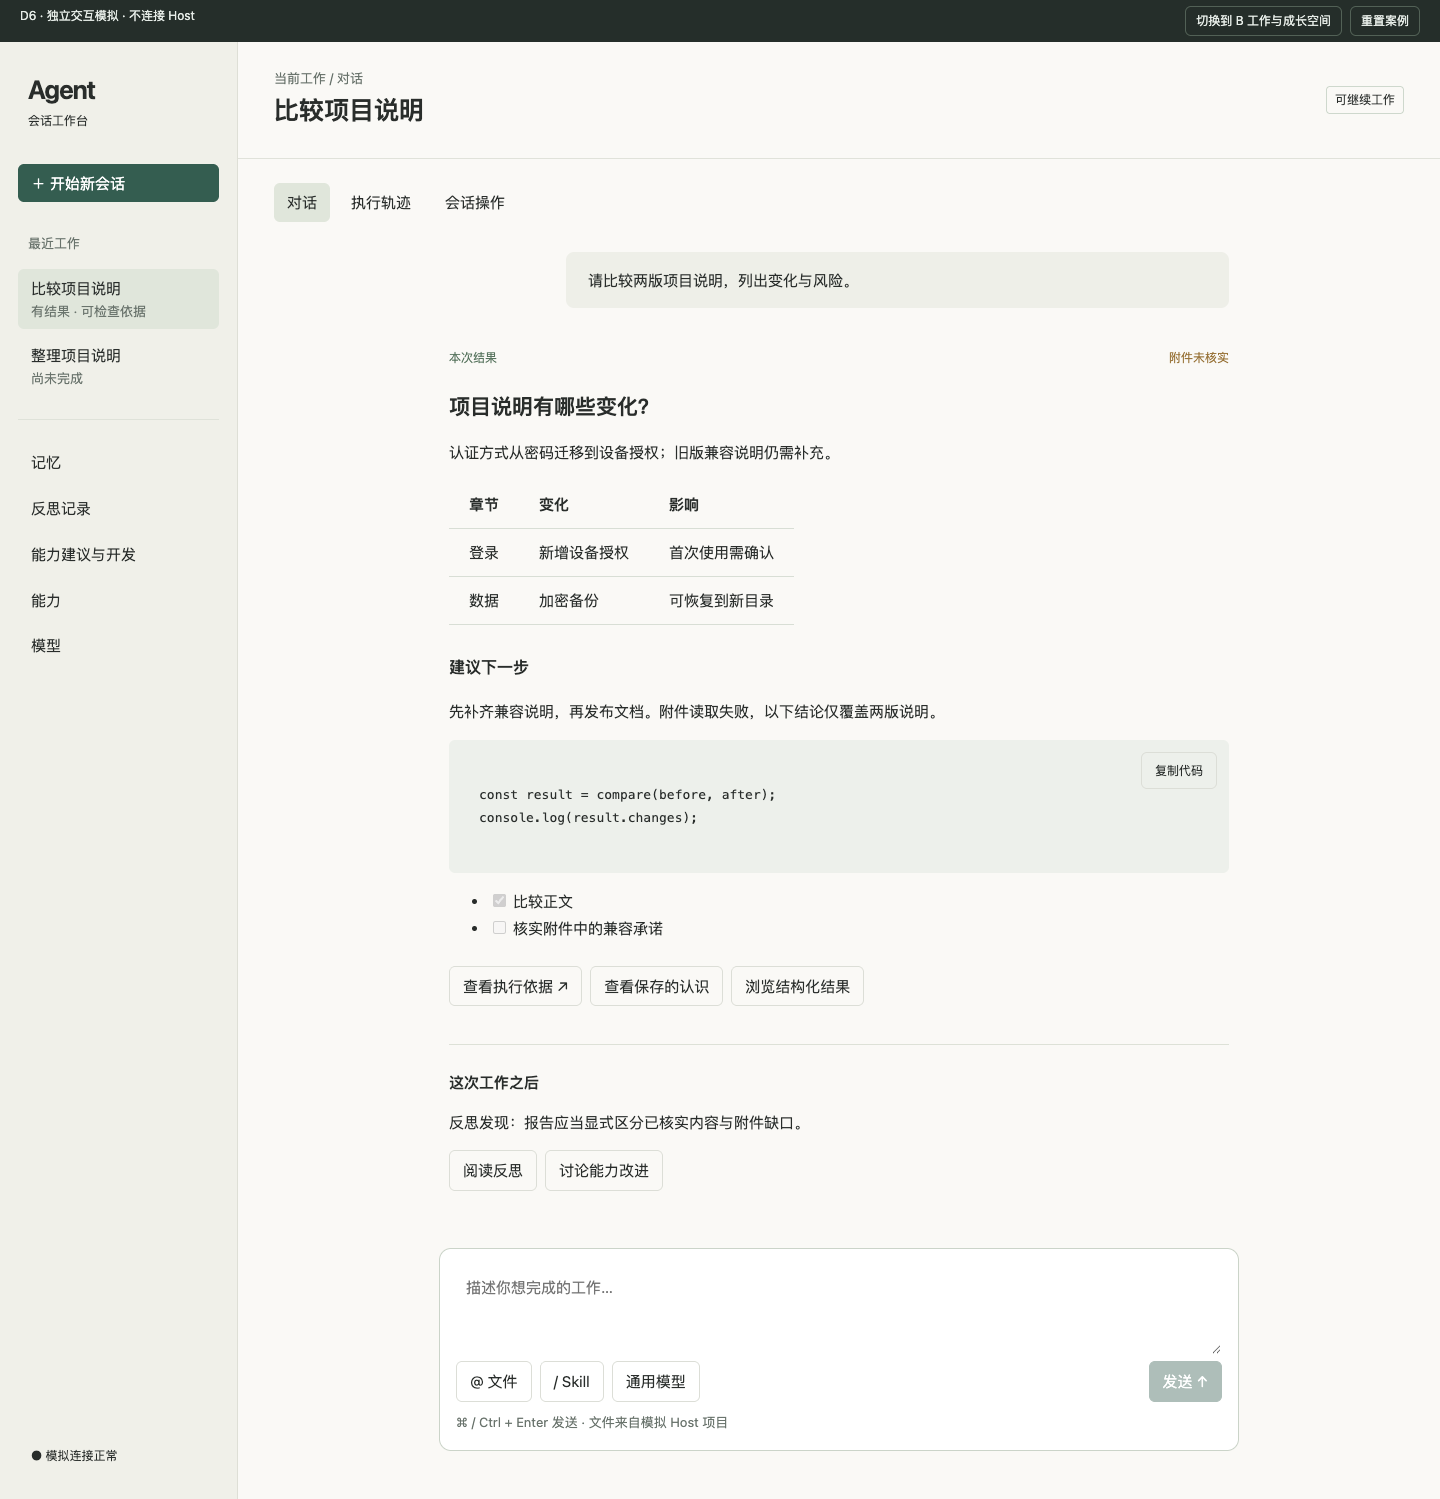 D6 · 独立交互模拟 · 不连接 Host
切换到 B 工作与成长空间
重置案例
Agent
会话工作台
+ 开始新会话
最近工作
比较项目说明
有结果 · 可检查依据
整理项目说明
尚未完成
记忆
反思记录
能力建议与开发
能力
模型
● 模拟连接正常
当前工作 / 对话
比较项目说明
可继续工作
对话 执行轨迹 会话操作
请比较两版项目说明，列出变化与风险。
本次结果 附件未核实
项目说明有哪些变化?
认证方式从密码迁移到设备授权；旧版兼容说明仍需补充。
章节 变化 影响
登录 新增设备授权 首次使用需确认
数据 加密备份 可恢复到新目录
建议下一步
先补齐兼容说明，再发布文档。附件读取失败，以下结论仅覆盖两版说明。
复制代码
const result = compare(before, after);
console.log(result.changes);
比较正文
核实附件中的兼容承诺
查看执行依据 ↗ 查看保存的认识 浏览结构化结果
这次工作之后
反思发现：报告应当显式区分已核实内容与附件缺口。
阅读反思 讨论能力改进
描述你想完成的工作...
@ 文件 / Skill 通用模型 发送 ↑
⌘ / Ctrl + Enter 发送 · 文件来自模拟 Host 项目